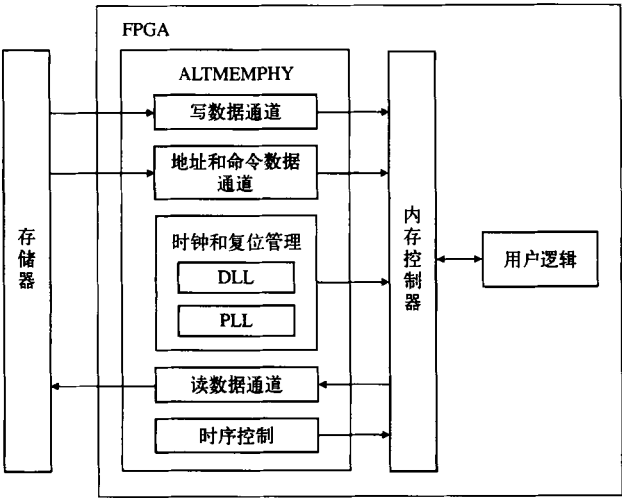 FPGA
ALTMEMPHY
写数据通道
地址和命令数据
通道
时钟和复位管理
DLL
PLL
读数据通道
时序控制
存储器
内存控制器
用户逻辑